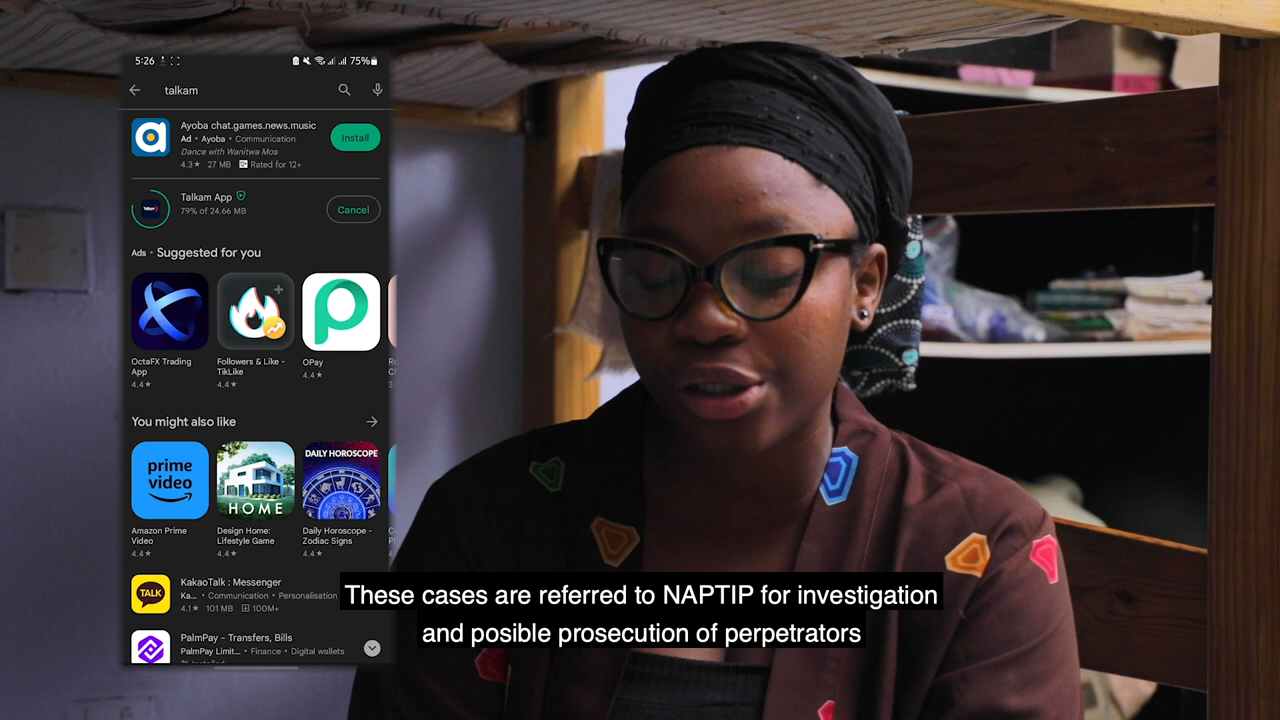 5:26
75%
talkam
Ayoba chat.games.news.music
Ad • Ayoba • Communication
Dance with Wanitwa Mos
4.3★ 27 MB Rated for 12+
Install
Talkam App
79% of 24.66 MB
Cancel
Ads • Suggested for you
OctaFX Trading App
4.4★
Followers & Like - TikLike
4.4★
OPay
4.4★
You might also like
prime video
HOME
DAILY HOROSCOPE
Amazon Prime Video
4.4★
Design Home: Lifestyle Game
4.4★
Daily Horoscope - Zodiac Signs
4.4★
TALK
KakaoTalk : Messenger
Ka... • Communication • Personalisation
4.1★ 101 MB 100M+
PalmPay - Transfers, Bills
PalmPay Limit... • Finance • Digital wallets
These cases are referred to NAPTIP for investigation
and posible prosecution of perpetrators